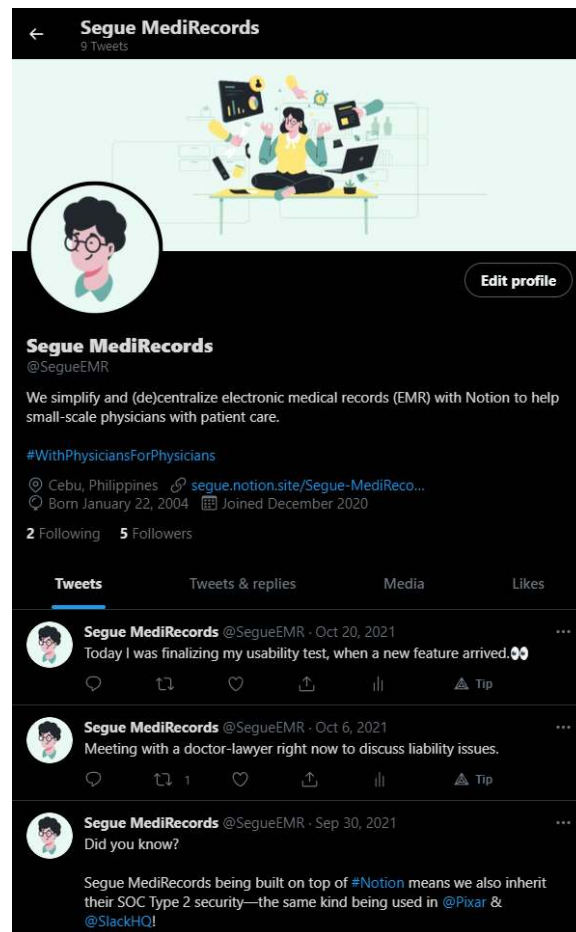 Segue MediRecords
9 Tweets
Edit profile
Segue MediRecords
@SegueEMR
We simplify and (de)centralize electronic medical records (EMR) with Notion to help
small-scale physicians with patient care.
#WithPhysiciansForPhysicians
Cebu, Philippines segue.notion.site/Segue-MediReco...
Born January 22, 2004 Joined December 2020
2 Following 5 Followers
Tweets Tweets & replies Media Likes
Segue MediRecords @SegueEMR · Oct 20, 2021
Today I was finalizing my usability test, when a new feature arrived.👀
Tip
Segue MediRecords @SegueEMR · Oct 6, 2021
Meeting with a doctor-lawyer right now to discuss liability issues.
1 Tip
Segue MediRecords @SegueEMR · Sep 30, 2021
Did you know?
Segue MediRecords being built on top of #Notion means we also inherit
their SOC Type 2 security—the same kind being used in @Pixar &
@SlackHQ!